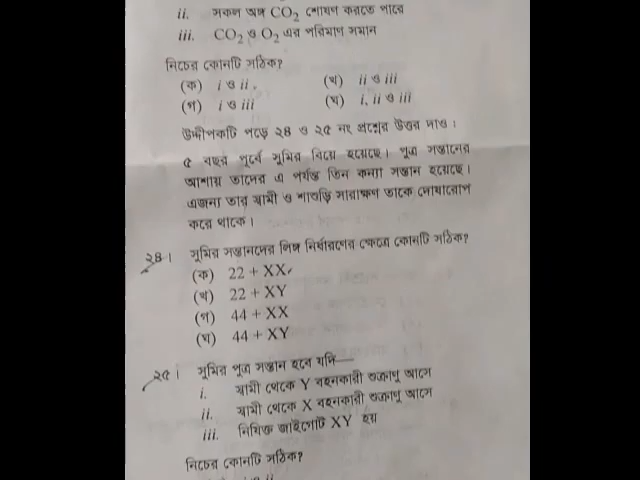 ii. সকল অঙ্গ CO2 শোষণ করতে পারে
iii. CO2 ও O2 এর পরিমাণ সমান
নিচের কোনটি সঠিক?
(ক) i ও ii (খ) ii ও iii
(গ) i ও iii (ঘ) i, ii ও iii
উদ্দীপকটি পড়ে ২৪ ও ২৫ নং প্রশ্নের উত্তর দাও।
৫ বছর পূর্বে সুমির বিয়ে হয়েছে। পুত্র সন্তানের
আশায় তাদের এ পর্যন্ত তিন কন্যা সন্তান হয়েছে।
এজন্য তার স্বামী ও শাশুড়ি সারাক্ষণ তাকে দোষারোপ
করে থাকে।
২৪। সুমির সন্তানদের লিঙ্গ নির্ধারণের ক্ষেত্রে কোনটি সঠিক?
(ক) 22 + XX
(খ) 22 + XY
(গ) 44 + XX
(ঘ) 44 + XY
২৫। সুমির পুত্র সন্তান হবে যদি—
i. স্বামী থেকে Y বহনকারী শুক্রাণু আসে
ii. স্বামী থেকে X বহনকারী শুক্রাণু আসে
iii. নিষিক্ত জাইগোট XY হয়
নিচের কোনটি সঠিক?